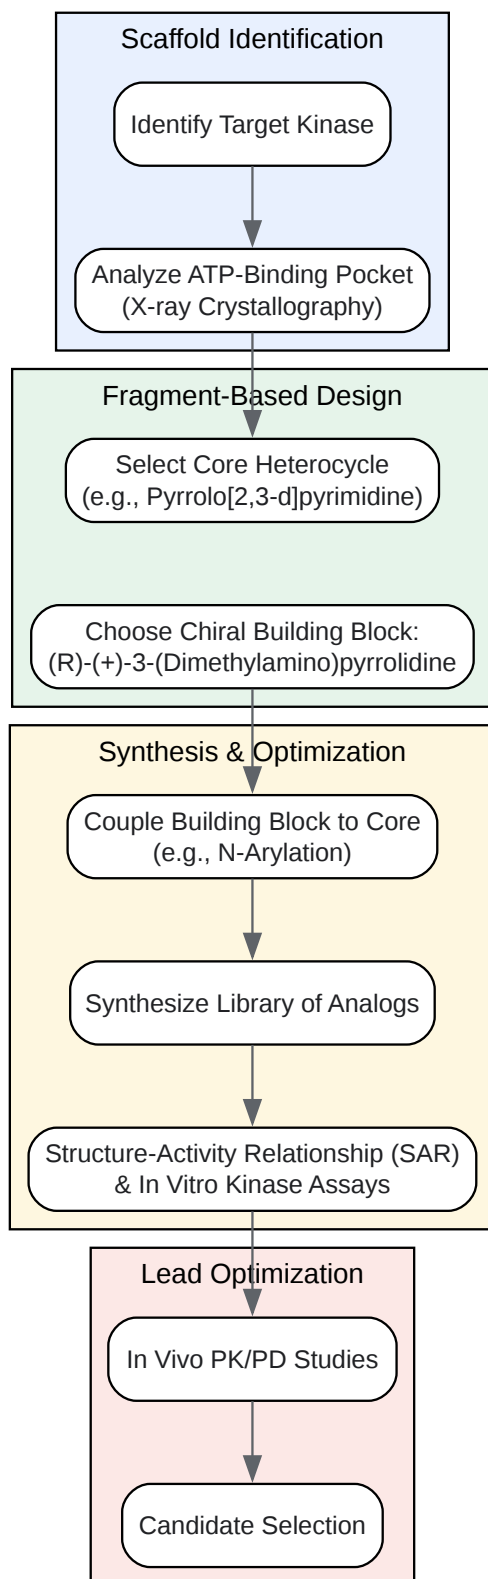 Scaffold Identification
Identify Target Kinase
Analyze ATP-Binding Pocket
(X-ray Crystallography)
Fragment-Based Design
Select Core Heterocycle
(e.g., Pyrrolo[2,3-d]pyrimidine)
Choose Chiral Building Block:
(R)-(+)-3-(Dimethylamino)pyrrolidine
Synthesis & Optimization
Couple Building Block to Core
(e.g., N-Arylation)
Synthesize Library of Analogs
Structure-Activity Relationship (SAR)
& In Vitro Kinase Assays
Lead Optimization
In Vivo PK/PD Studies
Candidate Selection